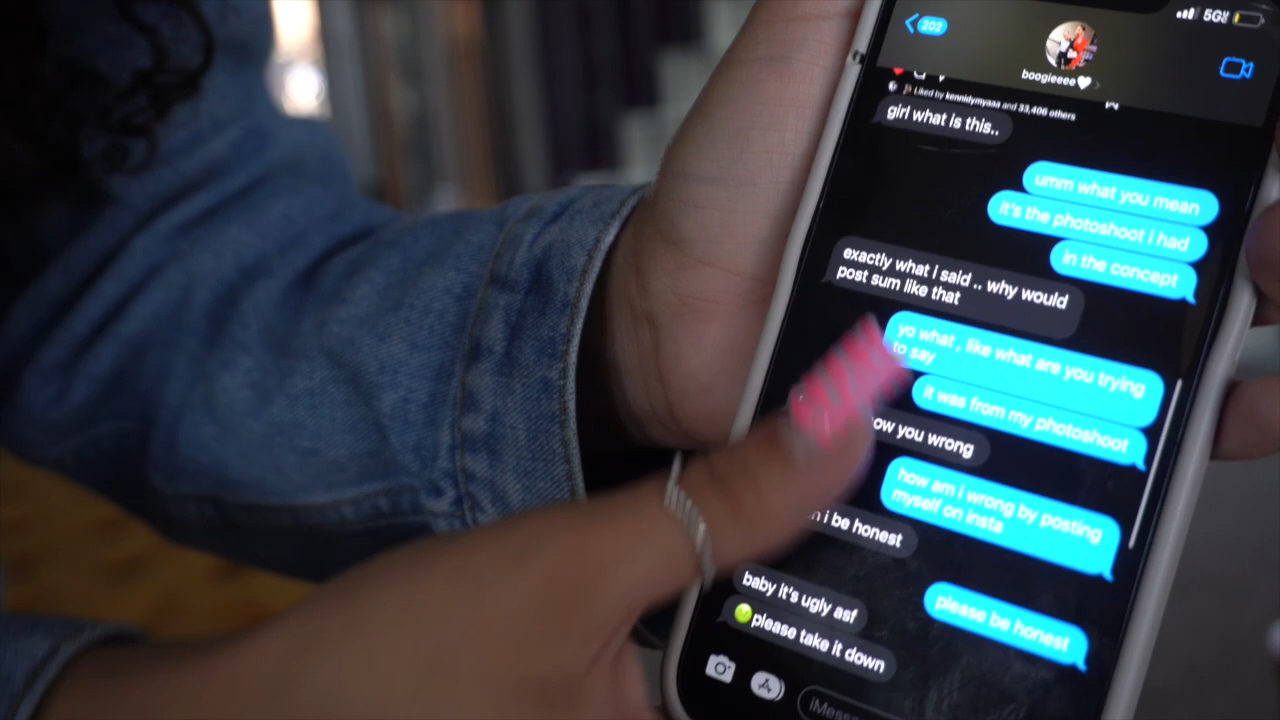 202
5G
boogieeee🤍
Liked by kennidymyaaa and 33,406 others
girl what is this..
umm what you mean
it's the photoshoot i had
in the concept
exactly what i said .. why would
post sum like that
yo what , like what are you trying
to say
it was from my photoshoot
you wrong
how am i wrong by posting
myself on insta
i be honest
please be honest
baby it's ugly asf
🤢please take it down